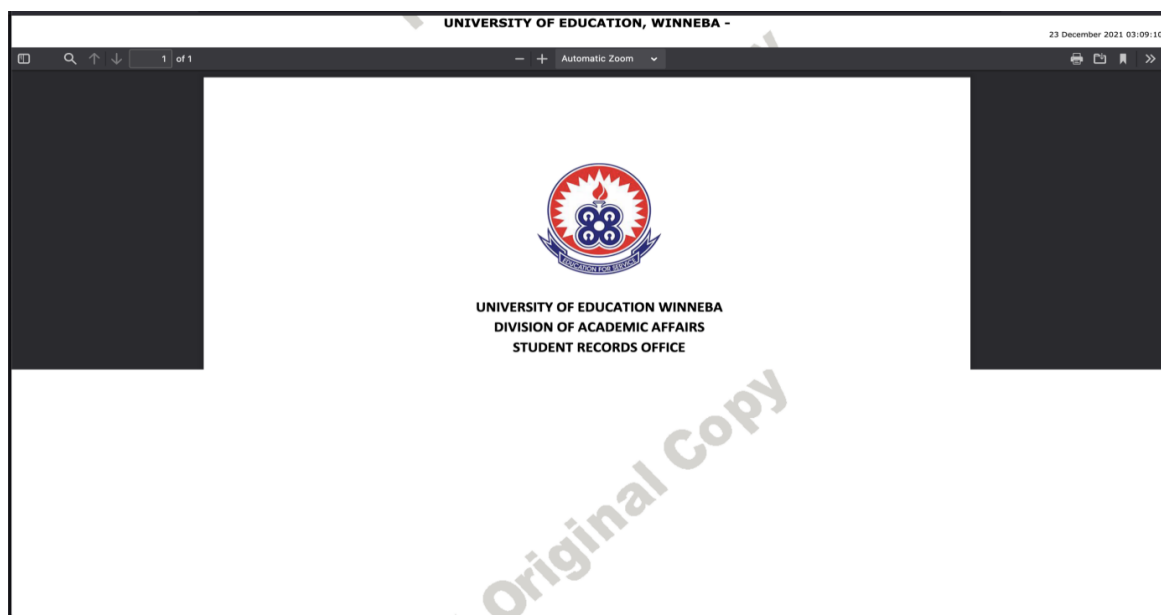 UNIVERSITY OF EDUCATION, WINNEBA -
23 December 2021 03:09:10
1 of 1
Automatic Zoom
EDUCATION FOR SERVICE
UNIVERSITY OF EDUCATION WINNEBA
DIVISION OF ACADEMIC AFFAIRS
STUDENT RECORDS OFFICE
Original Copy